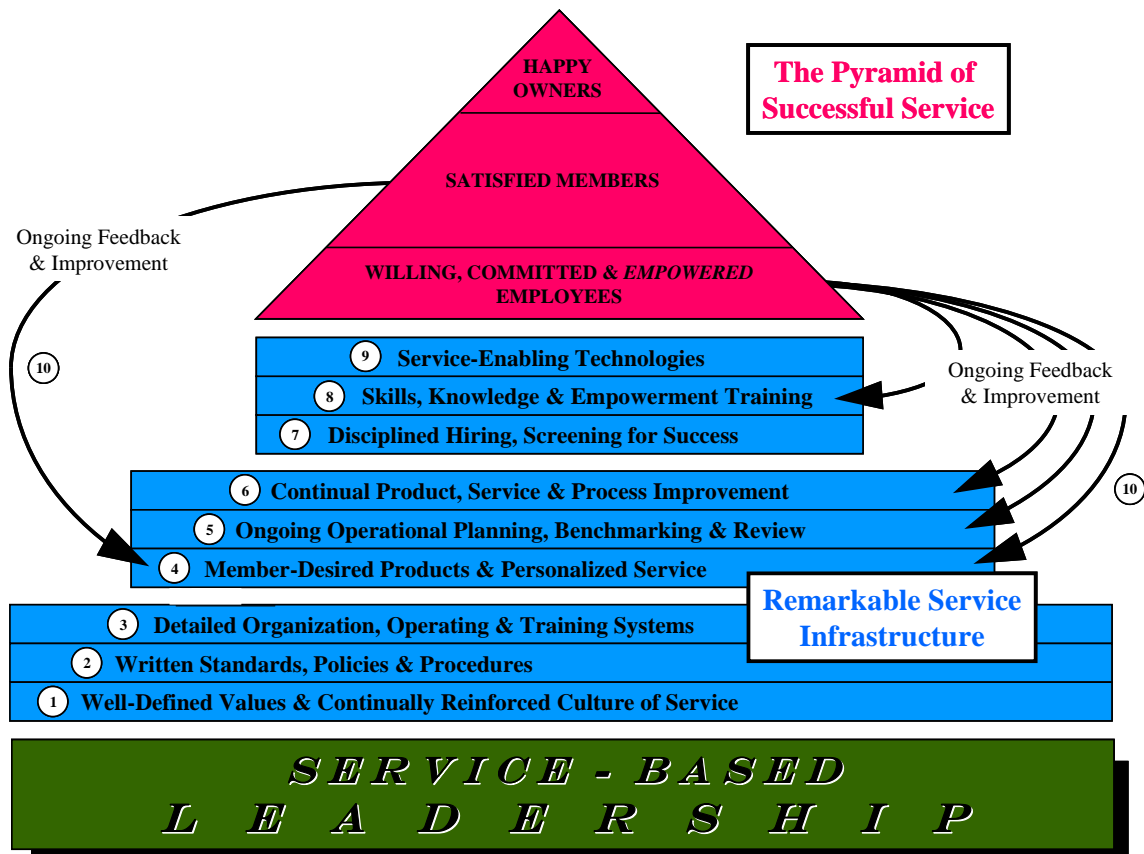 The Pyramid of
Successful Service
HAPPY
OWNERS
SATISFIED MEMBERS
WILLING, COMMITTED & EMPOWERED
EMPLOYEES
Ongoing Feedback
& Improvement
10
9 Service-Enabling Technologies
8 Skills, Knowledge & Empowerment Training
7 Disciplined Hiring, Screening for Success
Ongoing Feedback
& Improvement
10
6 Continual Product, Service & Process Improvement
5 Ongoing Operational Planning, Benchmarking & Review
4 Member-Desired Products & Personalized Service
Remarkable Service
Infrastructure
3 Detailed Organization, Operating & Training Systems
2 Written Standards, Policies & Procedures
1 Well-Defined Values & Continually Reinforced Culture of Service
SERVICE - BASED
LEADERSHIP